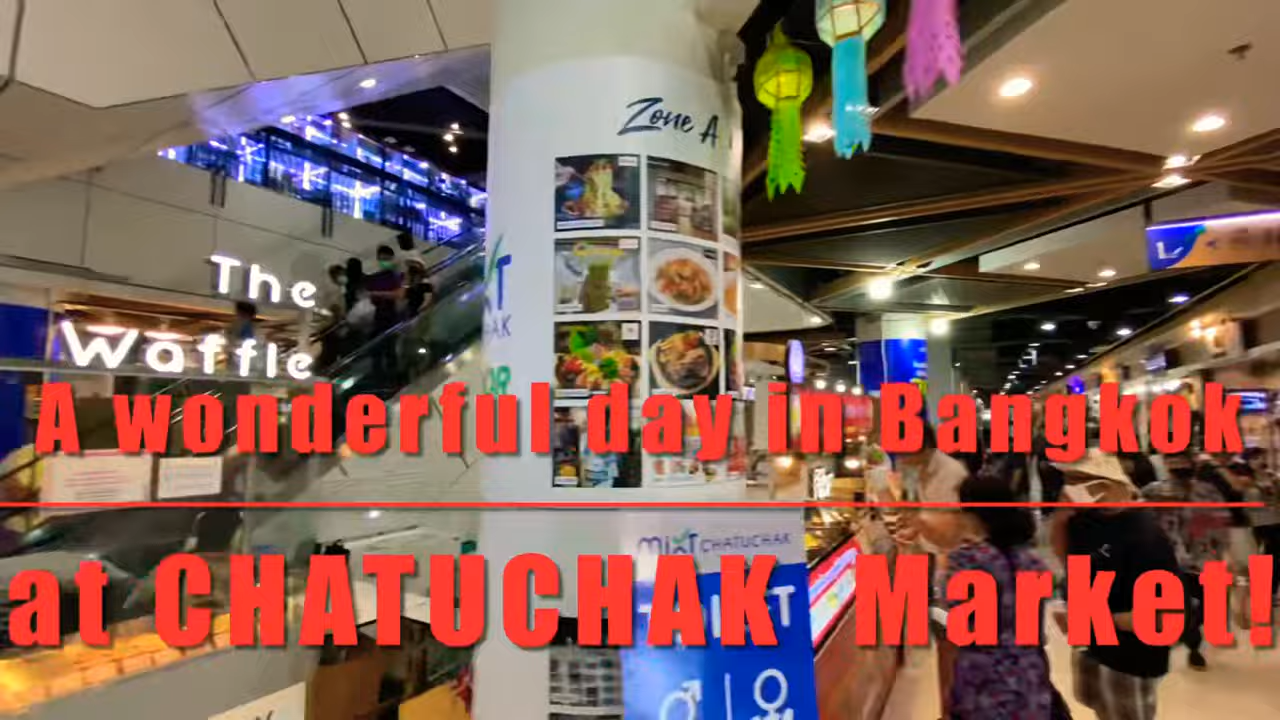 Zone A
The
Waffle
A wonderful day in Bangkok
MixT CHATUCHAK
at CHATUCHAK Market!